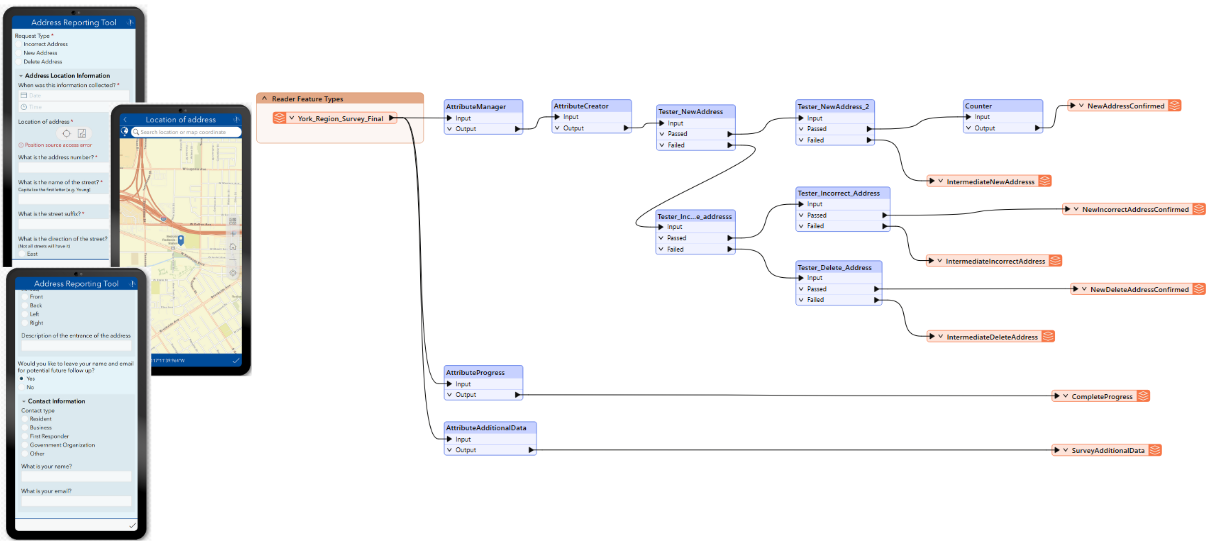 Address Reporting Tool
Request Type *
Incorrect Address
New Address
Delete Address
Address Location Information
When was this information collected? *
Date
Time
Location of address *
Position source access error
What is the address number? *
What is the name of the street? *
Capitalize the first letter (e.g. Young)
What is the street suffix? *
What is the direction of the street?
(Not all streets will have it)
East
Location of address
Search location or map coordinate
Address Reporting Tool
Front
Back
Left
Right
Description of the entrance of the address
Would you like to leave your name and email
for potential future follow up?
Yes
No
Contact Information
Contact type
Resident
Business
First Responder
Government Organization
Other
What is your name?
What is your email?
Reader Feature Types
York_Region_Survey_Final
AttributeManager
Input
Output
AttributeCreator
Input
Output
Tester_NewAddress
Input
Passed
Failed
Tester_NewAddress_2
Input
Passed
Failed
Counter
Input
Output
NewAddressConfirmed
IntermediateNewAddresss
Tester_Inc...e_addresss
Input
Passed
Failed
Tester_Incorrect_Address
Input
Passed
Failed
NewIncorrectAddressConfirmed
IntermediateIncorrectAddress
Tester_Delete_Address
Input
Passed
Failed
NewDeleteAddressConfirmed
IntermediateDeleteAddress
AttributeProgress
Input
Output
CompleteProgress
AttributeAdditionalData
Input
Output
SurveyAdditionalData